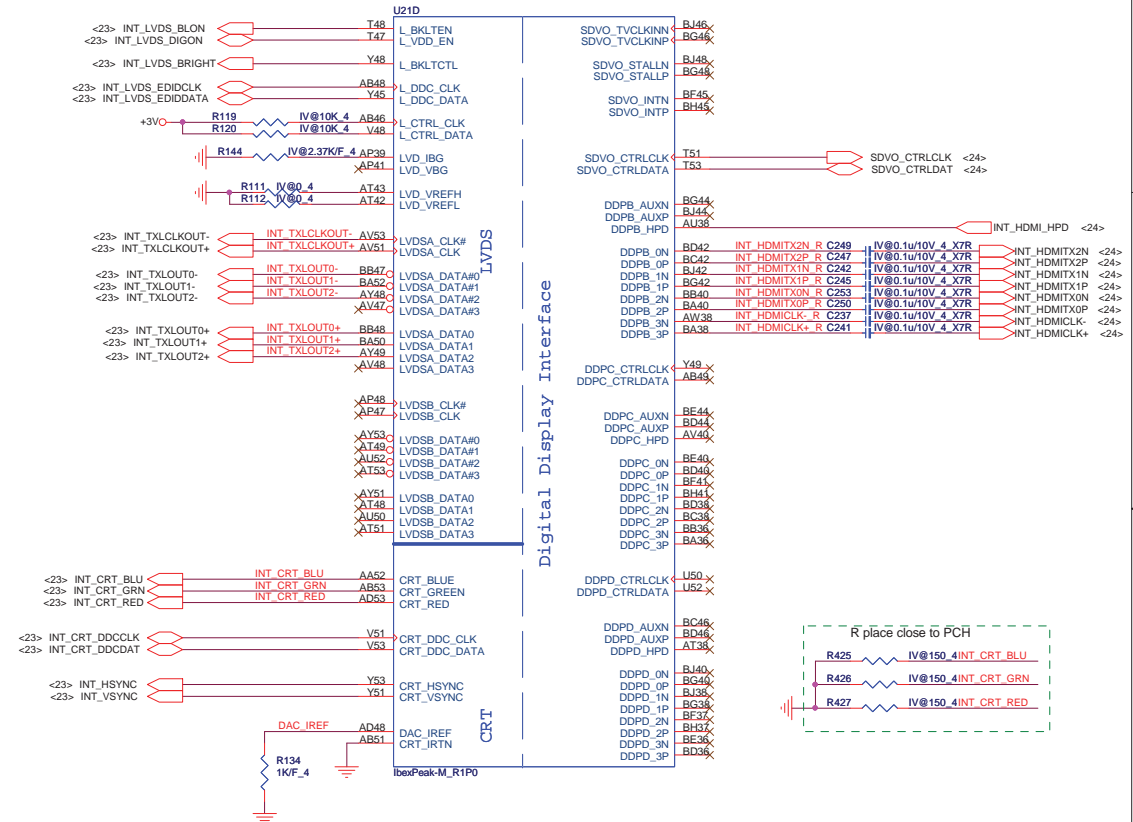 U21D
<23> INT_LVDS_BLON T48 L_BKLTEN
<23> INT_LVDS_DIGON T47 L_VDD_EN
<23> INT_LVDS_BRIGHT Y48 L_BKLTCTL
<23> INT_LVDS_EDIDCLK AB48 L_DDC_CLK
<23> INT_LVDS_EDIDDATA Y45 L_DDC_DATA
+3VO R119 IV@10K_4 AB46 L_CTRL_CLK
R120 IV@10K_4 V48 L_CTRL_DATA
R144 IV@2.37K/F_4 AP39 LVD_IBG
AP41 LVD_VBG
R111 IV@0_4 AT43 LVD_VREFH
R112 IV@0_4 AT42 LVD_VREFL
INT_TXLCLKOUT- INT_TXLCLKOUT- AV53 LVDSA_CLK#
INT_TXLCLKOUT+ INT_TXLCLKOUT+ AV51 LVDSA_CLK
<23> INT_TXLOUT0- INT_TXLOUT0- BB47 LVDSA_DATA#0
<23> INT_TXLOUT1- INT_TXLOUT1- BA52 LVDSA_DATA#1
<23> INT_TXLOUT2- INT_TXLOUT2- AY48 LVDSA_DATA#2
AV47 LVDSA_DATA#3
<23> INT_TXLOUT0+ INT_TXLOUT0+ BB48 LVDSA_DATA0
<23> INT_TXLOUT1+ INT_TXLOUT1+ BA50 LVDSA_DATA1
<23> INT_TXLOUT2+ INT_TXLOUT2+ AY49 LVDSA_DATA2
AV48 LVDSA_DATA3
AP48 LVDSB_CLK#
AP47 LVDSB_CLK
AY53 LVDSB_DATA#0
AT49 LVDSB_DATA#1
AU52 LVDSB_DATA#2
AT53 LVDSB_DATA#3
AY51 LVDSB_DATA0
AT48 LVDSB_DATA1
AU50 LVDSB_DATA2
AT51 LVDSB_DATA3
<23> INT_CRT_BLU INT_CRT_BLU AA52 CRT_BLUE
<23> INT_CRT_GRN INT_CRT_GRN AB53 CRT_GREEN
<23> INT_CRT_RED INT_CRT_RED AD53 CRT_RED
<23> INT_CRT_DDCCLK V51 CRT_DDC_CLK
<23> INT_CRT_DDCDAT V53 CRT_DDC_DATA
<23> INT_HSYNC Y53 CRT_HSYNC
<23> INT_VSYNC Y51 CRT_VSYNC
DAC_IREF AD48 DAC_IREF
AB51 CRT_IRTN
R134
1K/F_4
IbexPeak-M_R1P0
LVDS
CRT
Digital Display Interface
SDVO_TVCLKINN BJ46
SDVO_TVCLKINP BG46
SDVO_STALLN BJ48
SDVO_STALLP BG48
SDVO_INTN BF45
SDVO_INTP BH45
SDVO_CTRLCLK T51 SDVO_CTRLCLK <24>
SDVO_CTRLDATA T53 SDVO_CTRLDAT <24>
DDPB_AUXN BG44
DDPB_AUXP BJ44
DDPB_HPD AU38 INT_HDMI_HPD <24>
DDPB_0N BD42 INT_HDMITX2N_R C249 IV@0.1u/10V_4_X7R INT_HDMITX2N <24>
DDPB_0P BC42 INT_HDMITX2P_R C247 IV@0.1u/10V_4_X7R INT_HDMITX2P <24>
DDPB_1N BJ42 INT_HDMITX1N_R C242 IV@0.1u/10V_4_X7R INT_HDMITX1N <24>
DDPB_1P BG42 INT_HDMITX1P_R C245 IV@0.1u/10V_4_X7R INT_HDMITX1P <24>
DDPB_2N BB40 INT_HDMITX0N_R C253 IV@0.1u/10V_4_X7R INT_HDMITX0N <24>
DDPB_2P BA40 INT_HDMITX0P_R C250 IV@0.1u/10V_4_X7R INT_HDMITX0P <24>
DDPB_3N AW38 INT_HDMICLK-_R C237 IV@0.1u/10V_4_X7R INT_HDMICLK- <24>
DDPB_3P BA38 INT_HDMICLK+_R C241 IV@0.1u/10V_4_X7R INT_HDMICLK+ <24>
DDPC_CTRLCLK Y49
DDPC_CTRLDATA AB49
DDPC_AUXN BE44
DDPC_AUXP BD44
DDPC_HPD AV40
DDPC_0N BE40
DDPC_0P BD40
DDPC_1N BF41
DDPC_1P BH41
DDPC_2N BD38
DDPC_2P BC38
DDPC_3N BB36
DDPC_3P BA36
DDPD_CTRLCLK U50
DDPD_CTRLDATA U52
DDPD_AUXN BC46
DDPD_AUXP BD46
DDPD_HPD AT38
DDPD_0N BJ40
DDPD_0P BG40
DDPD_1N BJ38
DDPD_1P BG38
DDPD_2N BF37
DDPD_2P BH37
DDPD_3N BE36
DDPD_3P BD36
R place close to PCH
R425 IV@150_4 INT_CRT_BLU
R426 IV@150_4 INT_CRT_GRN
R427 IV@150_4 INT_CRT_RED